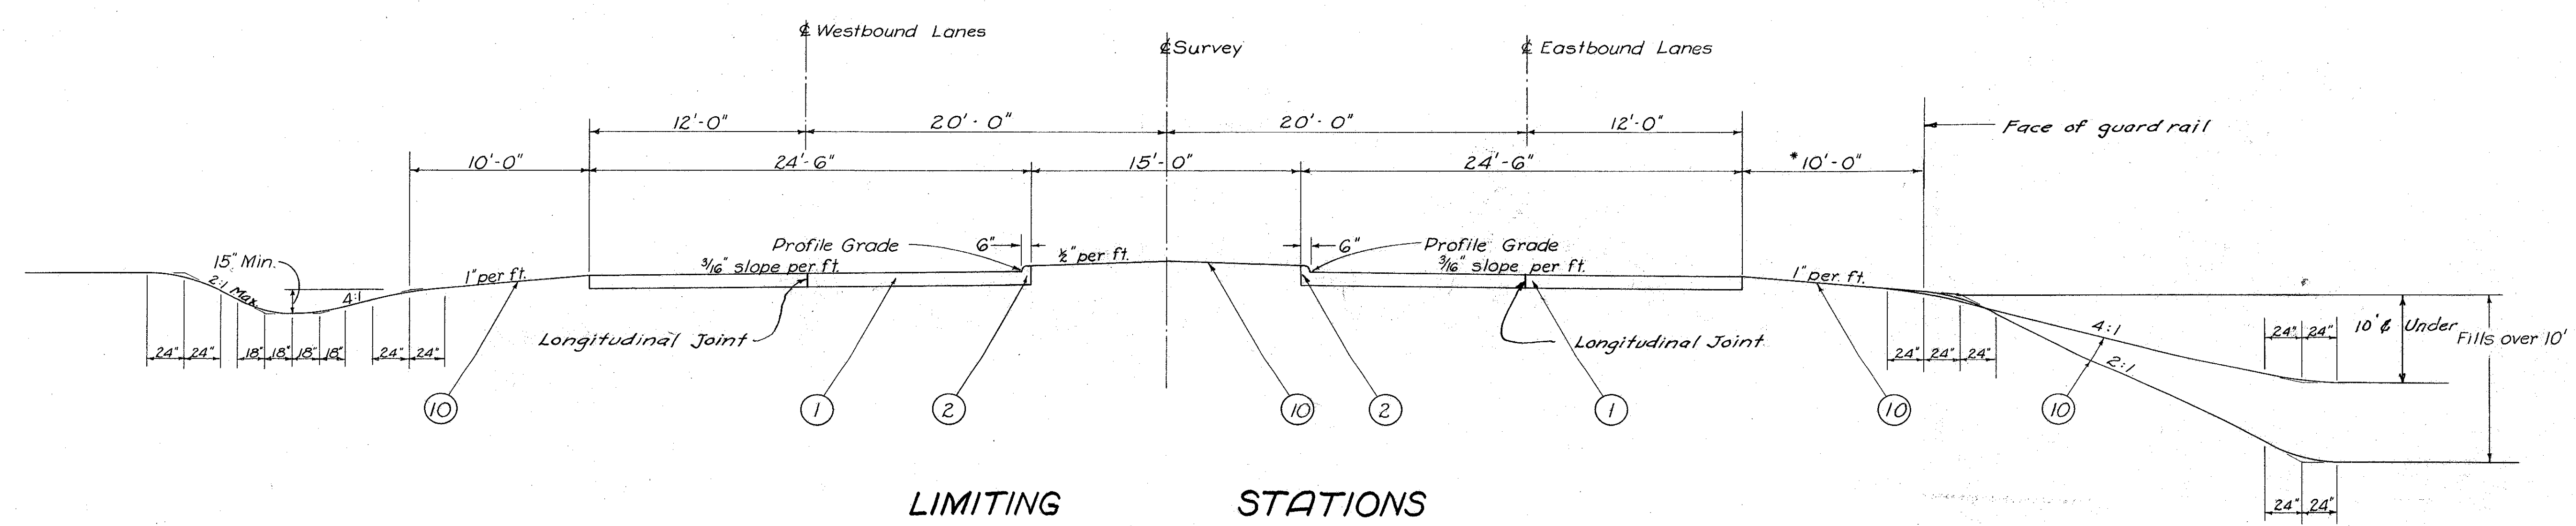 ℄ Westbound Lanes
℄ Survey
℄ Eastbound Lanes
12'-0"
20'-0"
20'-0"
12'-0"
Face of guard rail
10'-0"
24'-6"
15'-0"
24'-6"
*10'-0"
Profile Grade
6"
½" per ft.
6"
Profile Grade
15" Min.
2:1 Max.
4:1
1" per ft.
3/16" slope per ft.
3/16" slope per ft.
1" per ft.
Longitudinal Joint
Longitudinal Joint
4:1
2:1
10' ¢ Under
Fills over 10'
24" 24" 18" 18" 18" 18" 24" 24"
24" 24" 24"
24" 24"
10
1
2
10
2
1
10
10
24" 24"
LIMITING STATIONS